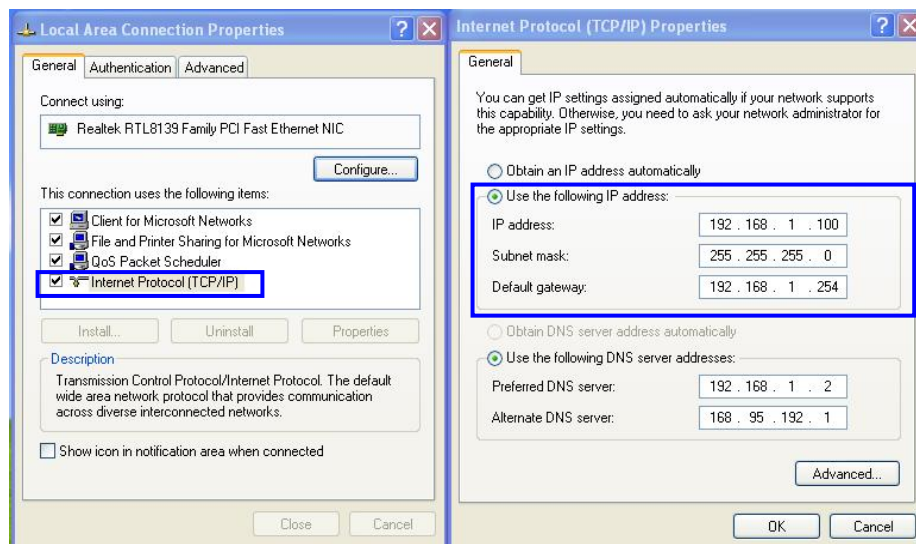 Local Area Connection Properties
General
Authentication
Advanced
Connect using:
Realtek RTL8139 Family PCI Fast Ethernet NIC
Configure...
This connection uses the following items:
Client for Microsoft Networks
File and Printer Sharing for Microsoft Networks
QoS Packet Scheduler
Internet Protocol (TCP/IP)
Install...
Uninstall
Properties
Description
Transmission Control Protocol/Internet Protocol. The default
wide area network protocol that provides communication
across diverse interconnected networks.
Show icon in notification area when connected
Close
Cancel
Internet Protocol (TCP/IP) Properties
General
You can get IP settings assigned automatically if your network supports
this capability. Otherwise, you need to ask your network administrator for
the appropriate IP settings.
Obtain an IP address automatically
Use the following IP address:
IP address: 192 . 168 . 1 . 100
Subnet mask: 255 . 255 . 255 . 0
Default gateway: 192 . 168 . 1 . 254
Obtain DNS server address automatically
Use the following DNS server addresses:
Preferred DNS server: 192 . 168 . 1 . 2
Alternate DNS server: 168 . 95 . 192 . 1
Advanced...
OK
Cancel